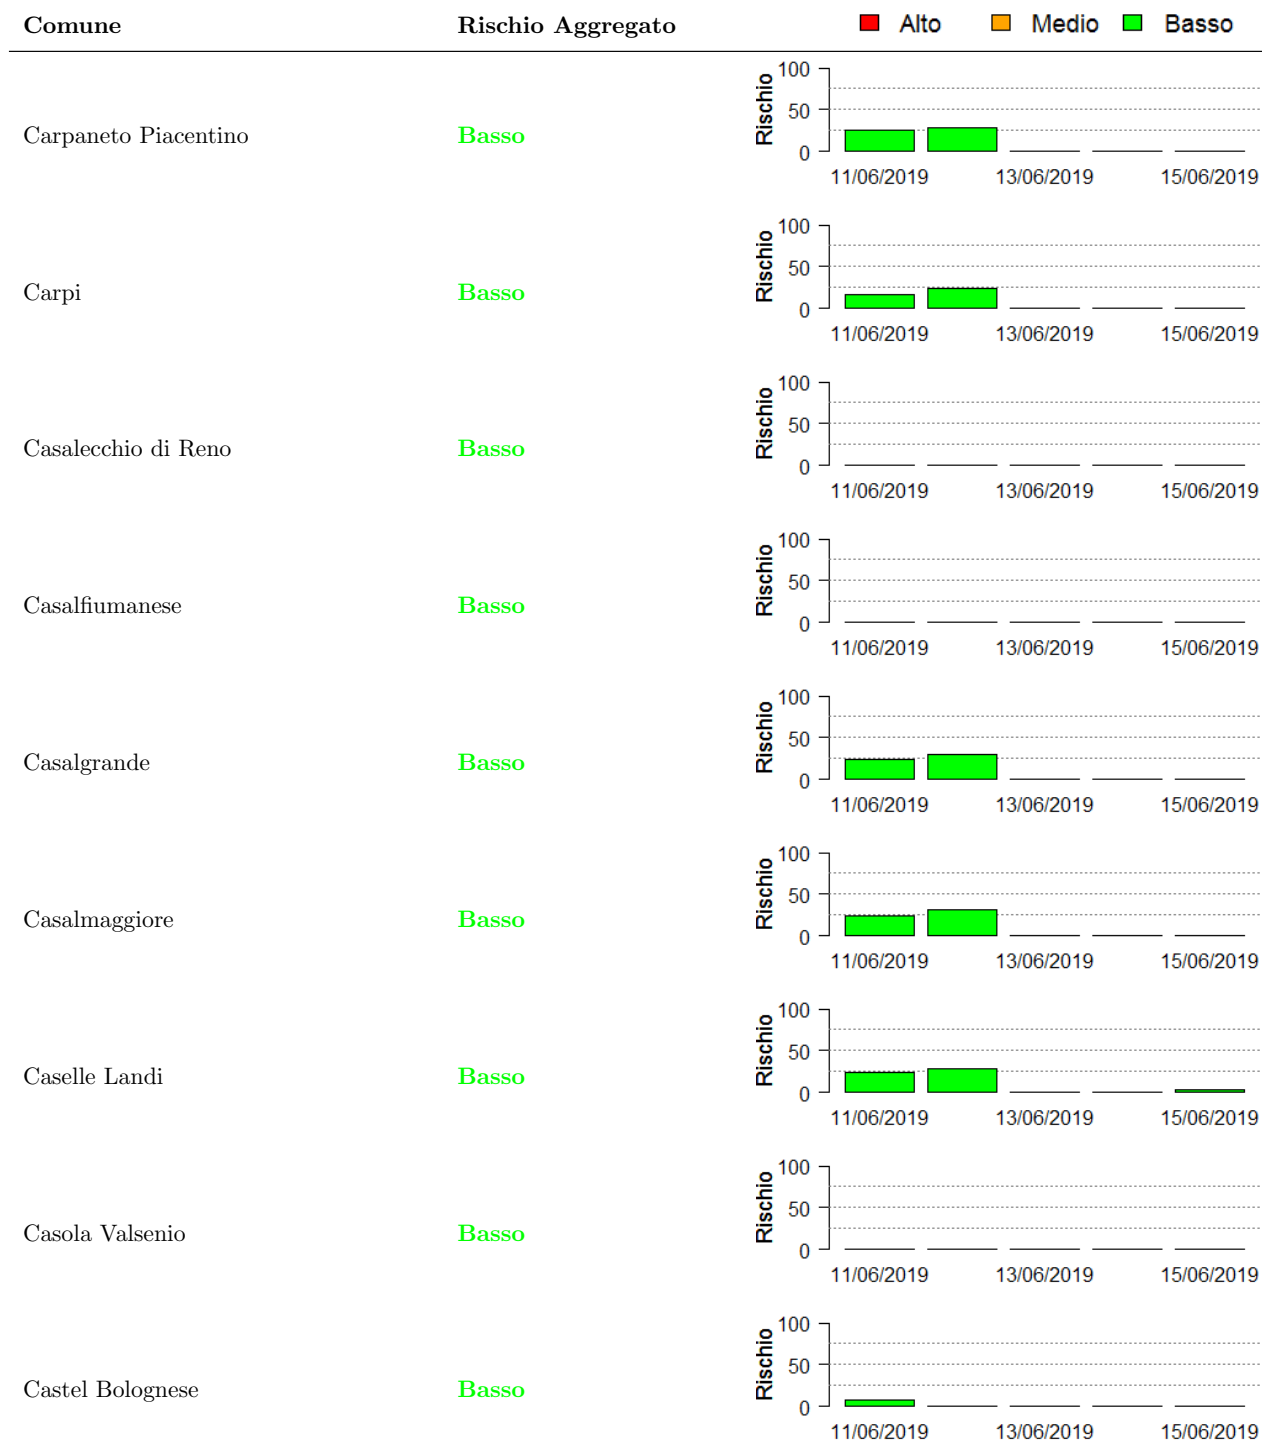 Comune Rischio Aggregato Alto Medio Basso
Carpaneto Piacentino Basso
Rischio
100
50
0
11/06/2019 13/06/2019 15/06/2019
Carpi Basso
Rischio
100
50
0
11/06/2019 13/06/2019 15/06/2019
Casalecchio di Reno Basso
Rischio
100
50
0
11/06/2019 13/06/2019 15/06/2019
Casalfiumanese Basso
Rischio
100
50
0
11/06/2019 13/06/2019 15/06/2019
Casalgrande Basso
Rischio
100
50
0
11/06/2019 13/06/2019 15/06/2019
Casalmaggiore Basso
Rischio
100
50
0
11/06/2019 13/06/2019 15/06/2019
Caselle Landi Basso
Rischio
100
50
0
11/06/2019 13/06/2019 15/06/2019
Casola Valsenio Basso
Rischio
100
50
0
11/06/2019 13/06/2019 15/06/2019
Castel Bolognese Basso
Rischio
100
50
0
11/06/2019 13/06/2019 15/06/2019